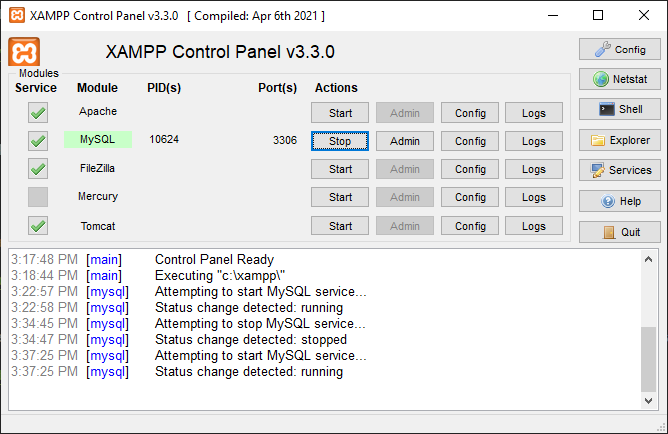 XAMPP Control Panel v3.3.0 [ Compiled: Apr 6th 2021 ]
XAMPP Control Panel v3.3.0
Config
Modules
Service Module PID(s) Port(s) Actions
Netstat
Apache Start Admin Config Logs
Shell
MySQL 10624 3306 Stop Admin Config Logs
Explorer
FileZilla Start Admin Config Logs
Services
Mercury Start Admin Config Logs
Help
Tomcat Start Admin Config Logs
Quit
3:17:48 PM [main] Control Panel Ready
3:18:44 PM [main] Executing "c:\xampp\"
3:22:57 PM [mysql] Attempting to start MySQL service...
3:22:58 PM [mysql] Status change detected: running
3:34:45 PM [mysql] Attempting to stop MySQL service...
3:34:47 PM [mysql] Status change detected: stopped
3:37:25 PM [mysql] Attempting to start MySQL service...
3:37:25 PM [mysql] Status change detected: running